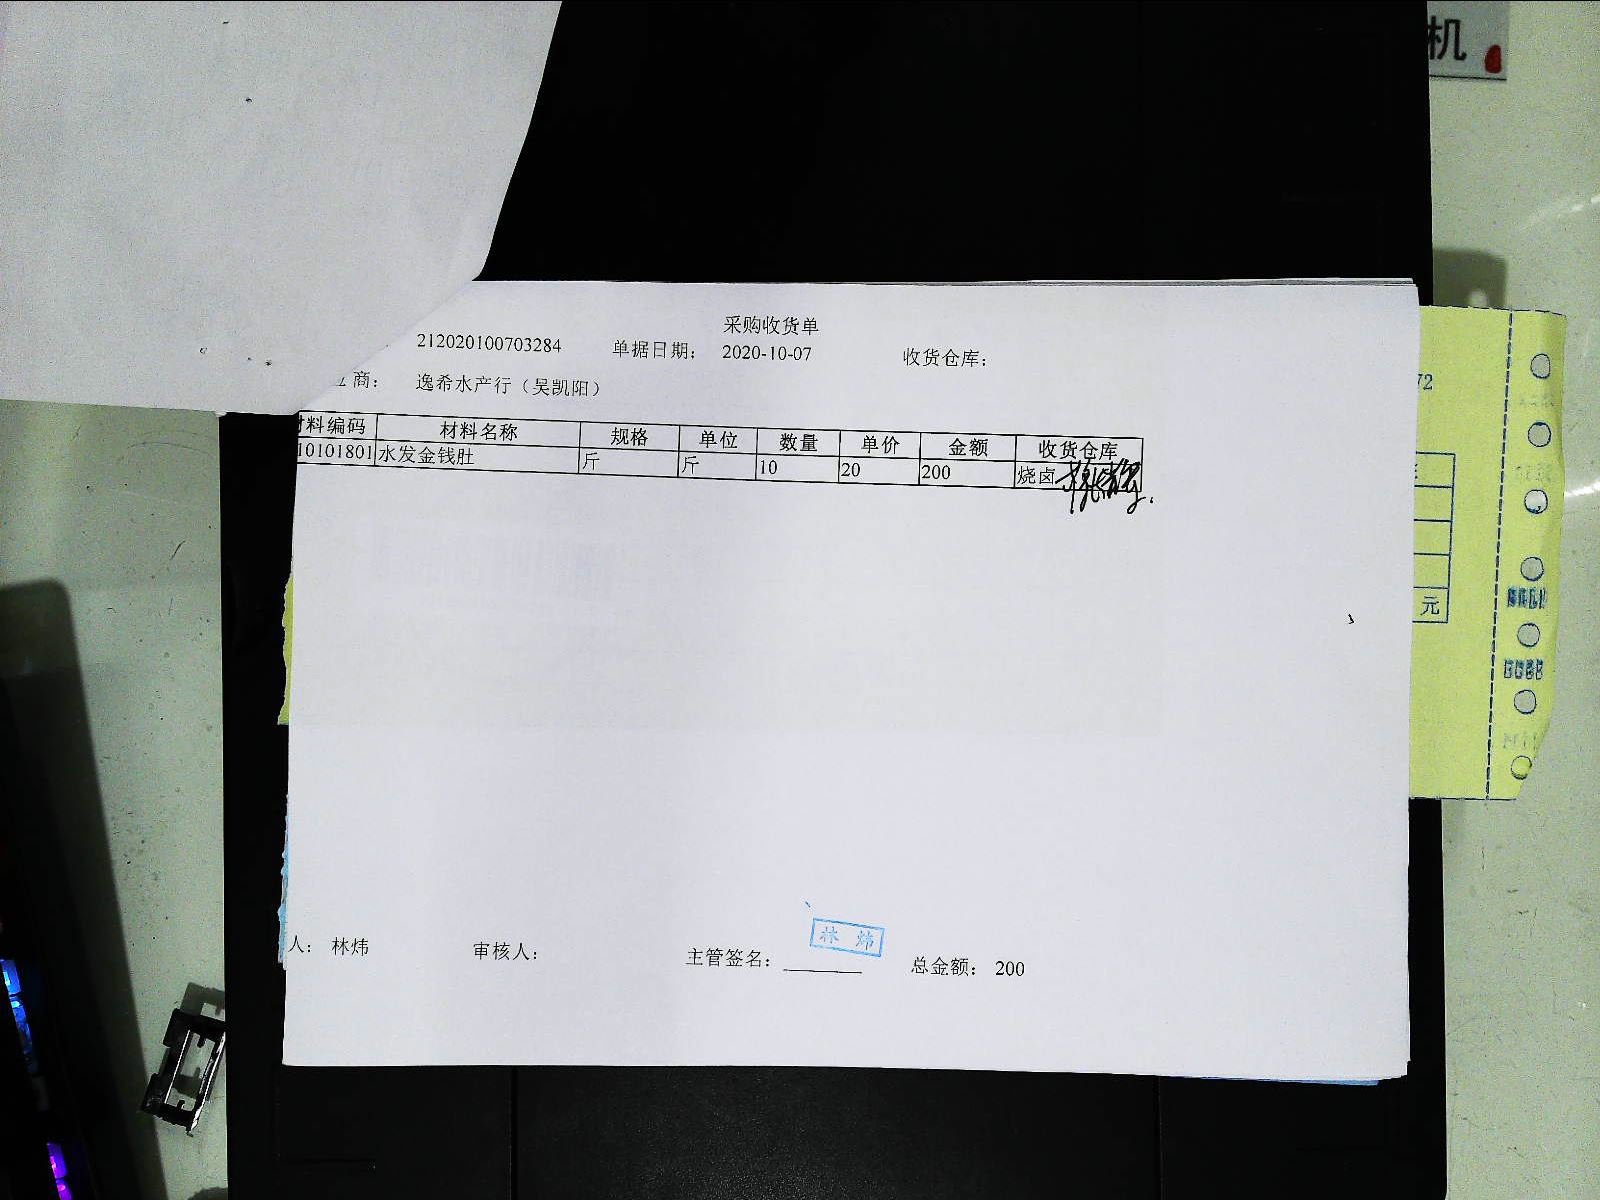 机
采购收货单
212020100703284 单据日期： 2020-10-07 收货仓库：
商： 逸希水产行（吴凯阳）
料编码 材料名称 规格 单位 数量 单价 金额 收货仓库
10101801 水发金钱肚 斤 斤 10 20 200 烧卤
72
元
林炜
人： 林炜 审核人： 主管签名： 总金额： 200